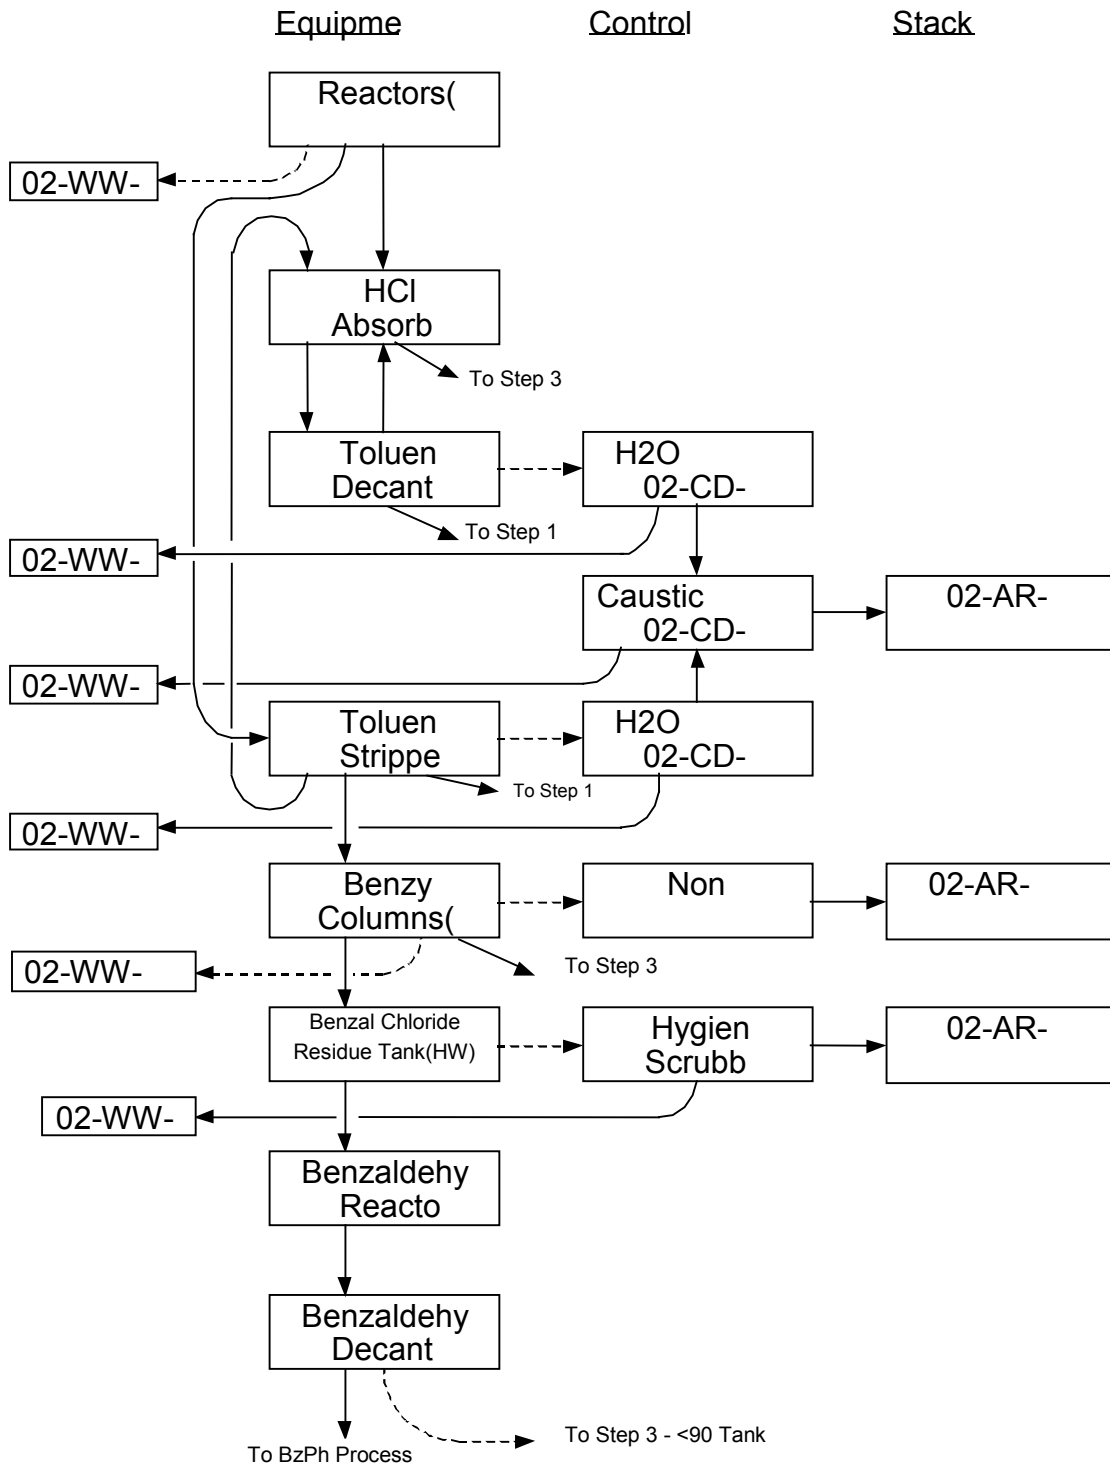 Equipme Control Stack
Reactors(
02-WW-
HCl
Absorb
To Step 3
Toluen
Decant
H2O
02-CD-
To Step 1
02-WW-
Caustic
02-CD-
02-AR-
02-WW-
Toluen
Strippe
H2O
02-CD-
To Step 1
02-WW-
Benzy
Columns(
Non
02-AR-
02-WW-
To Step 3
Benzal Chloride
Residue Tank(HW)
Hygien
Scrubb
02-AR-
02-WW-
Benzaldehy
Reacto
Benzaldehy
Decant
To Step 3 - <90 Tank
To BzPh Process